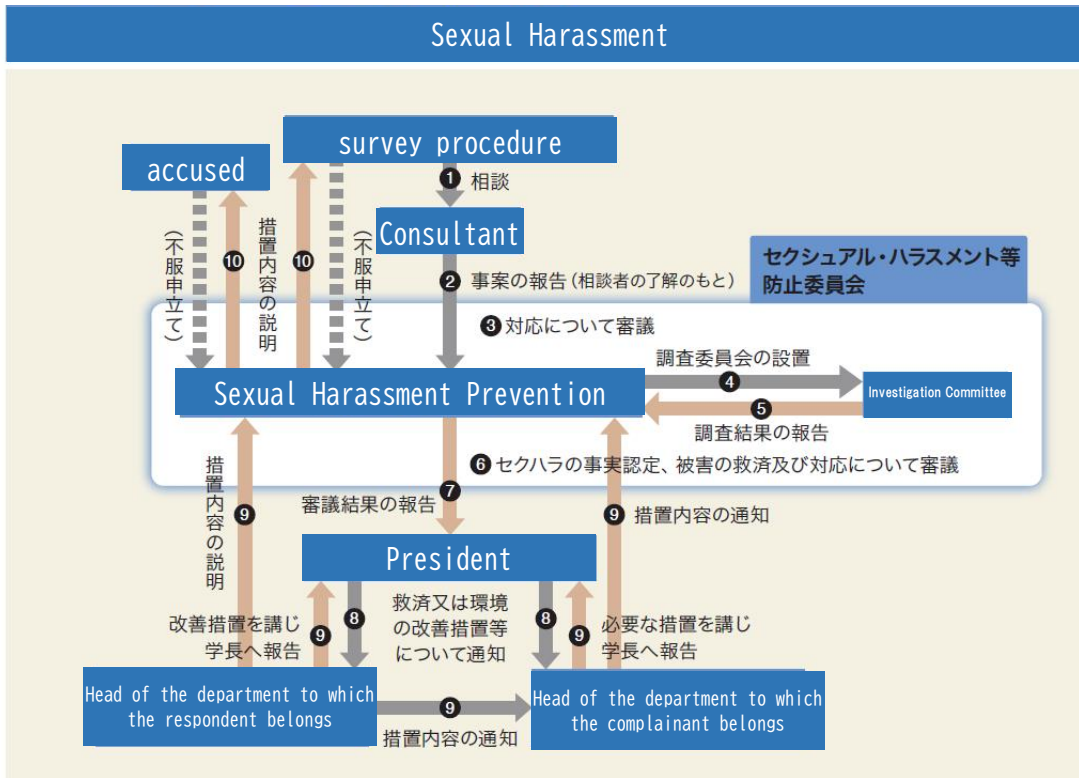 Sexual Harassment
survey procedure
accused
❶ 相談
Consultant
(不服申立て)
❿
措置内容の説明
❿
(不服申立て)
❷ 事案の報告(相談者の了解のもと)
セクシュアル・ハラスメント等
防止委員会
❸ 対応について審議
調査委員会の設置
❹
Sexual Harassment Prevention
Investigation Committee
❺
調査結果の報告
❻ セクハラの事実認定、被害の救済及び対応について審議
措置内容の説明
❾
審議結果の報告
❼
❾ 措置内容の通知
President
改善措置を講じ
学長へ報告
❾
❽
救済又は環境
の改善措置等
について通知
❽
❾
必要な措置を講じ
学長へ報告
Head of the department to which
the respondent belongs
❾
措置内容の通知
Head of the department to which
the complainant belongs